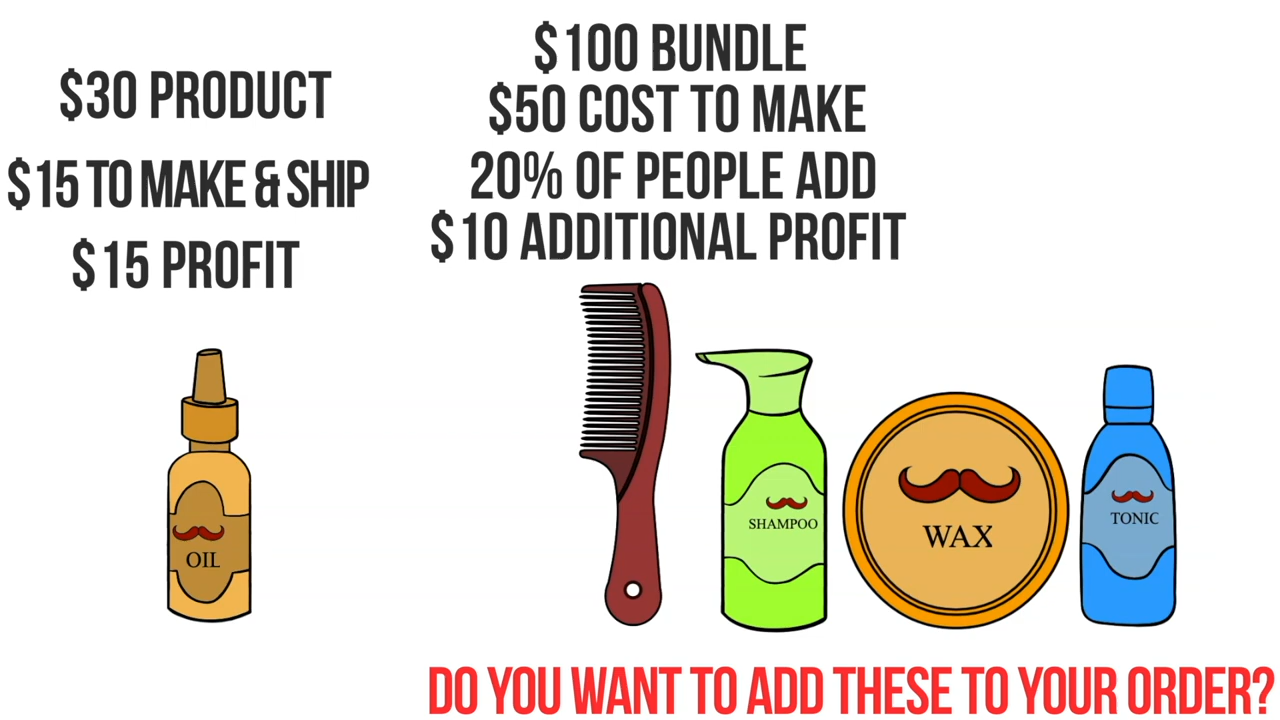 $30 PRODUCT
$15 TO MAKE & SHIP
$15 PROFIT
$100 BUNDLE
$50 COST TO MAKE
20% OF PEOPLE ADD
$10 ADDITIONAL PROFIT
OIL
SHAMPOO
WAX
TONIC
DO YOU WANT TO ADD THESE TO YOUR ORDER?